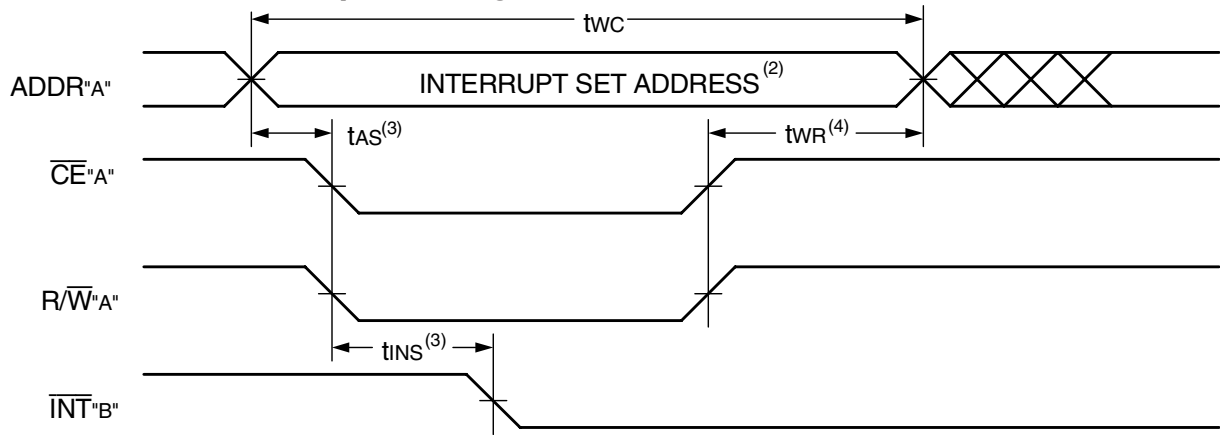 tWC
ADDR"A"
INTERRUPT SET ADDRESS(2)
tAS(3)
tWR(4)
CE"A"
R/W"A"
tINS(3)
INT"B"